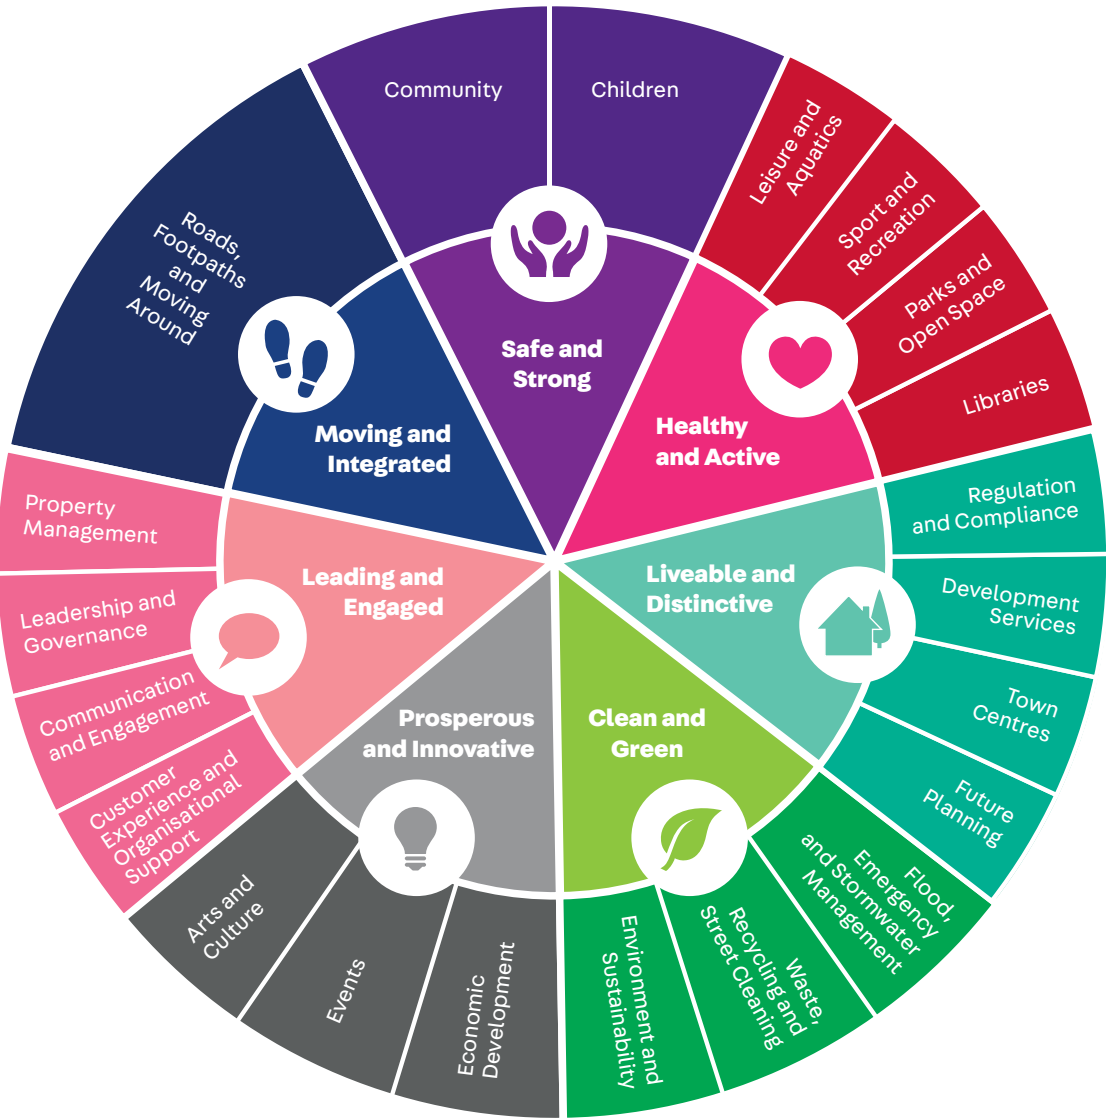 Community
Children
Leisure and
Aquatics
Sport and
Recreation
Parks and
Open Space
Libraries
Regulation
and Compliance
Development
Services
Town
Centres
Future
Planning
Flood,
Emergency
and Stormwater
Management
Waste,
Recycling and
Street Cleaning
Environment and
Sustainability
Economic
Development
Events
Arts and
Culture
Customer
Experience and
Organisational
Support
Communication
and Engagement
Leadership and
Governance
Property
Management
Roads,
Footpaths
and
Moving
Around
Safe and
Strong
Healthy
and Active
Liveable and
Distinctive
Clean and
Green
Prosperous
and Innovative
Leading and
Engaged
Moving and
Integrated